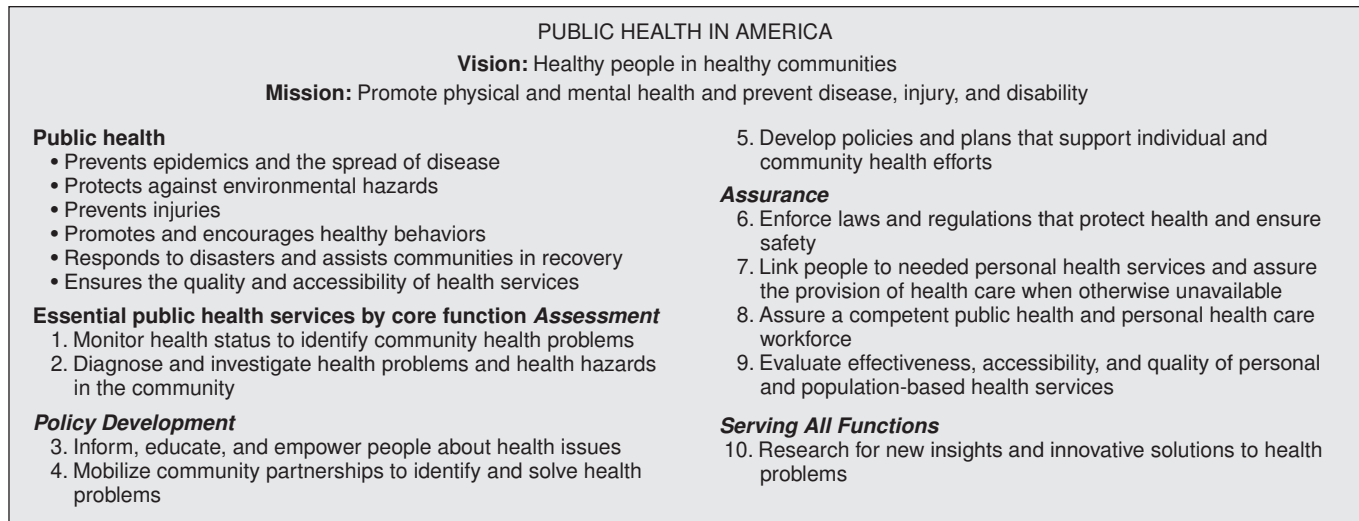 PUBLIC HEALTH IN AMERICA
Vision: Healthy people in healthy communities
Mission: Promote physical and mental health and prevent disease, injury, and disability
Public health
• Prevents epidemics and the spread of disease
• Protects against environmental hazards
• Prevents injuries
• Promotes and encourages healthy behaviors
• Responds to disasters and assists communities in recovery
• Ensures the quality and accessibility of health services
Essential public health services by core function Assessment
1. Monitor health status to identify community health problems
2. Diagnose and investigate health problems and health hazards
in the community
Policy Development
3. Inform, educate, and empower people about health issues
4. Mobilize community partnerships to identify and solve health
problems
5. Develop policies and plans that support individual and
community health efforts
Assurance
6. Enforce laws and regulations that protect health and ensure
safety
7. Link people to needed personal health services and assure
the provision of health care when otherwise unavailable
8. Assure a competent public health and personal health care
workforce
9. Evaluate effectiveness, accessibility, and quality of personal
and population-based health services
Serving All Functions
10. Research for new insights and innovative solutions to health
problems